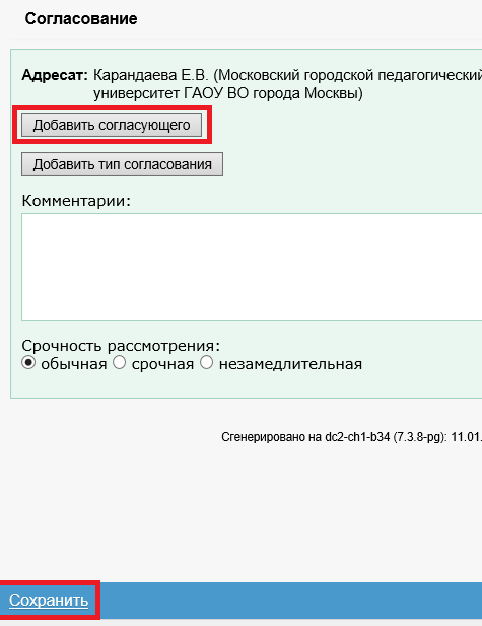 Согласование
Адресат: Карандаева Е.В. (Московский городской педагогический
университет ГАОУ ВО города Москвы)
Добавить согласующего
Добавить тип согласования
Комментарии:
Срочность рассмотрения:
обычная срочная незамедлительная
Сгенерировано на dc2-ch1-b34 (7.3.8-pg): 11.01.
Сохранить